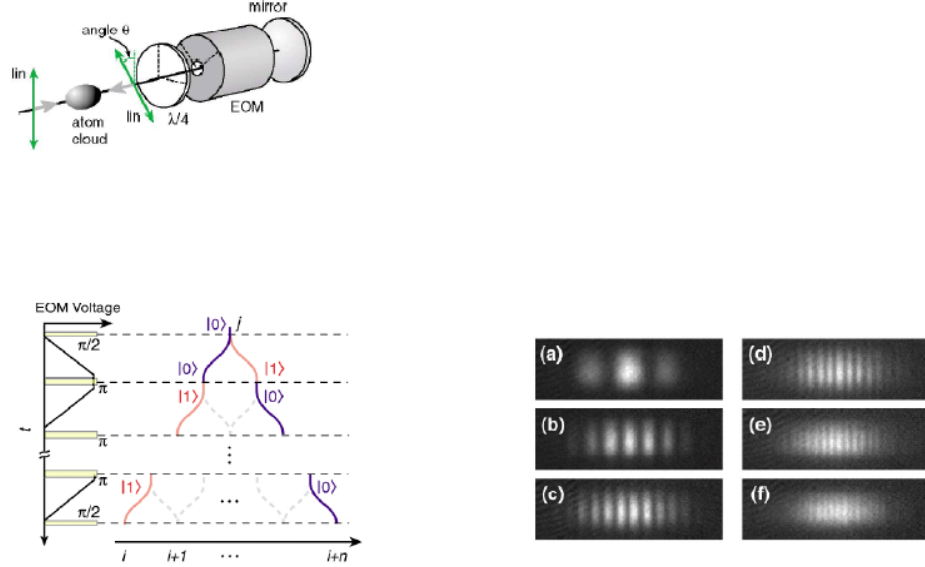 mirror
angle θ
lin
EOM
lin
λ/4
atom
cloud
EOM Voltage
|0⟩ j
π/2
|0⟩ |1⟩
π
|1⟩ |0⟩
t
π
π
|1⟩ |0⟩
π/2
i i+1 ... i+n
(a) (d)
(b) (e)
(c) (f)